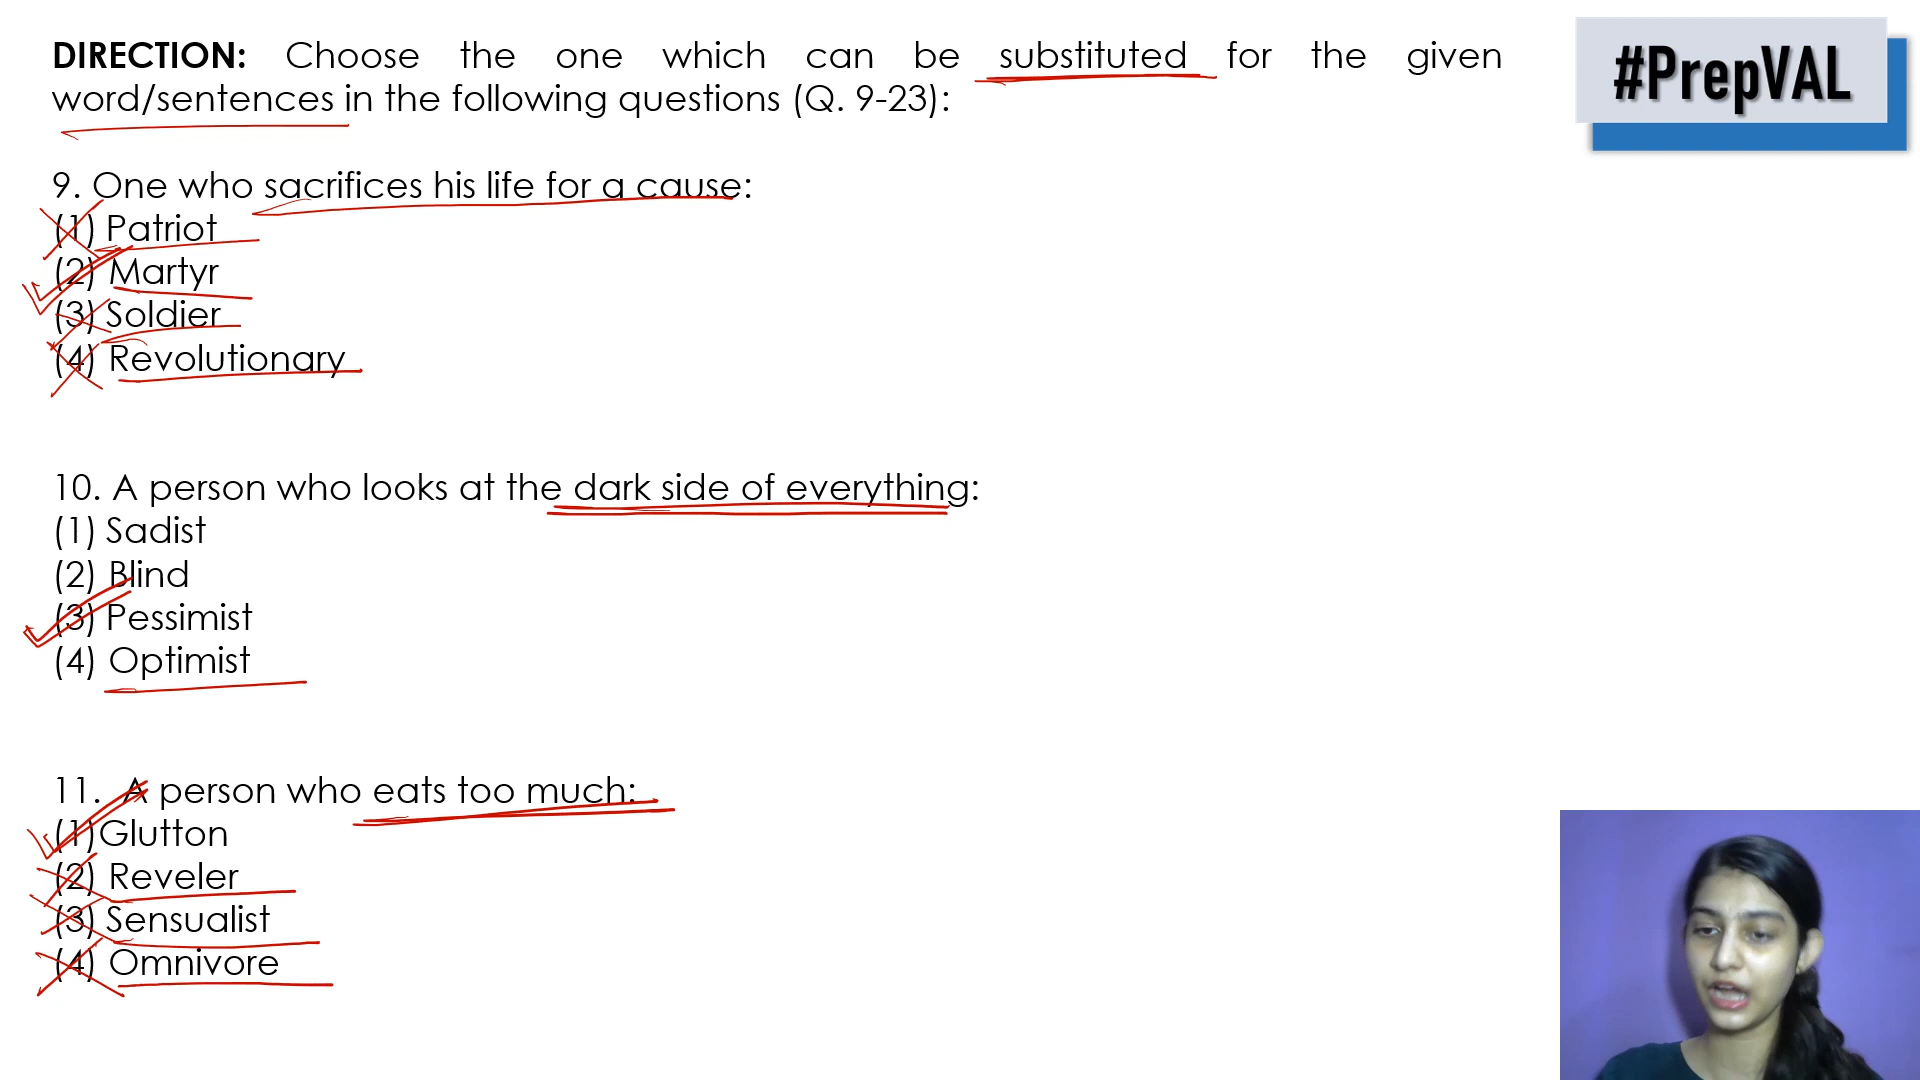 DIRECTION: Choose the one which can be substituted for the given
word/sentences in the following questions (Q. 9-23):
#PrepVAL
9. One who sacrifices his life for a cause:
(1) Patriot
(2) Martyr
(3) Soldier
(4) Revolutionary
10. A person who looks at the dark side of everything:
(1) Sadist
(2) Blind
(3) Pessimist
(4) Optimist
11. A person who eats too much:
(1)Glutton
(2) Reveler
(3) Sensualist
(4) Omnivore